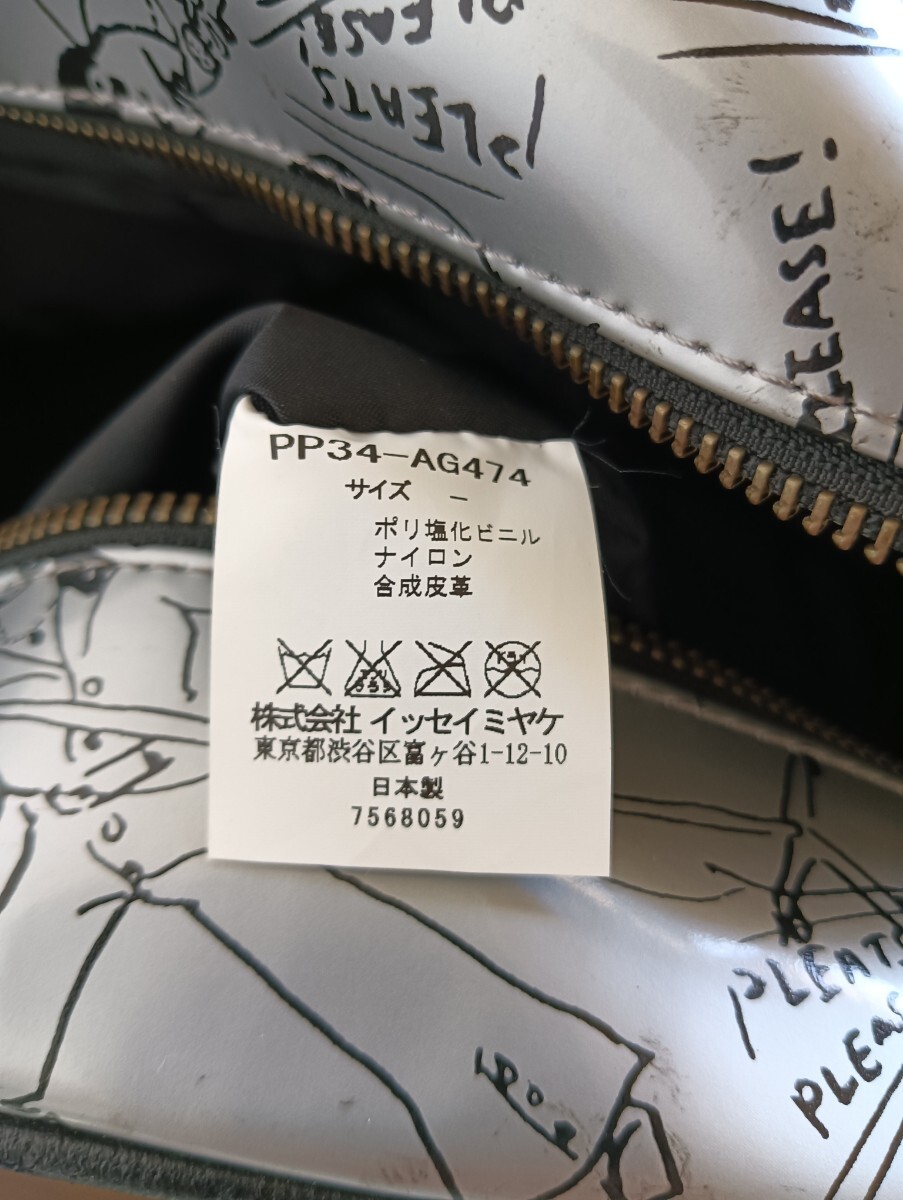 PLEASE!
PLEATS
PLEASE!
PP34-AG474
サイズ -
ポリ塩化ビニル
ナイロン
合成皮革
株式会社 イッセイミヤケ
東京都渋谷区富ヶ谷1-12-10
日本製
7568059
PLEATS
PLEASE